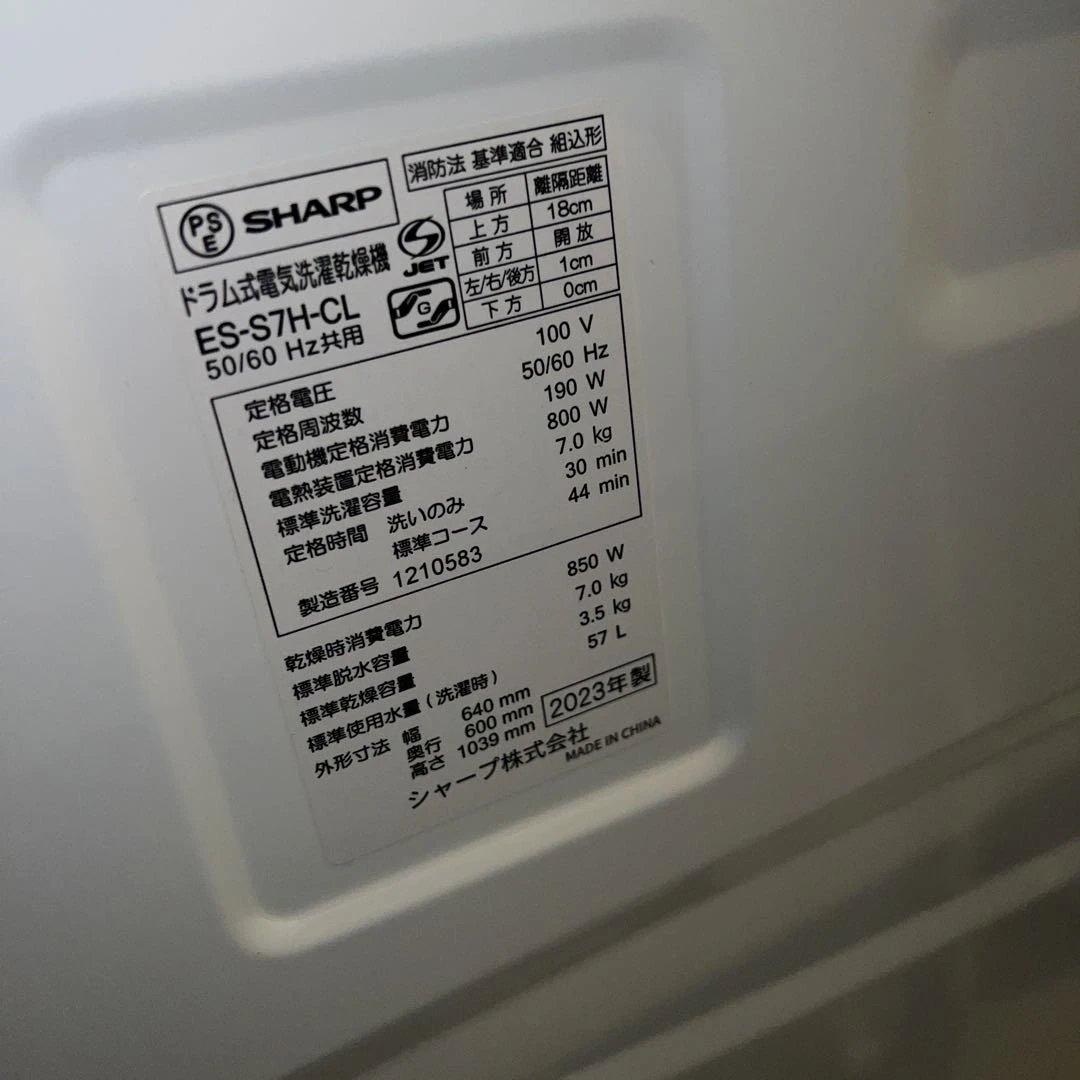 PSE SHARP
消防法 基準適合 組込形
場所 離隔距離
上方 18cm
前方 開放
左/右/後方 1cm
下方 0cm
ドラム式電気洗濯乾燥機
JET
ES-S7H-CL
G
50/60 Hz共用
定格電圧 100 V
定格周波数 50/60 Hz
電動機定格消費電力 190 W
電熱装置定格消費電力 800 W
標準洗濯容量 7.0 kg
定格時間 洗いのみ 30 min
標準コース 44 min
製造番号 1210583
乾燥時消費電力 850 W
標準脱水容量 7.0 kg
標準乾燥容量 3.5 kg
標準使用水量(洗濯時) 57 L
外形寸法 幅 640 mm
奥行 600 mm
高さ 1039 mm
2023年製
シャープ株式会社
MADE IN CHINA